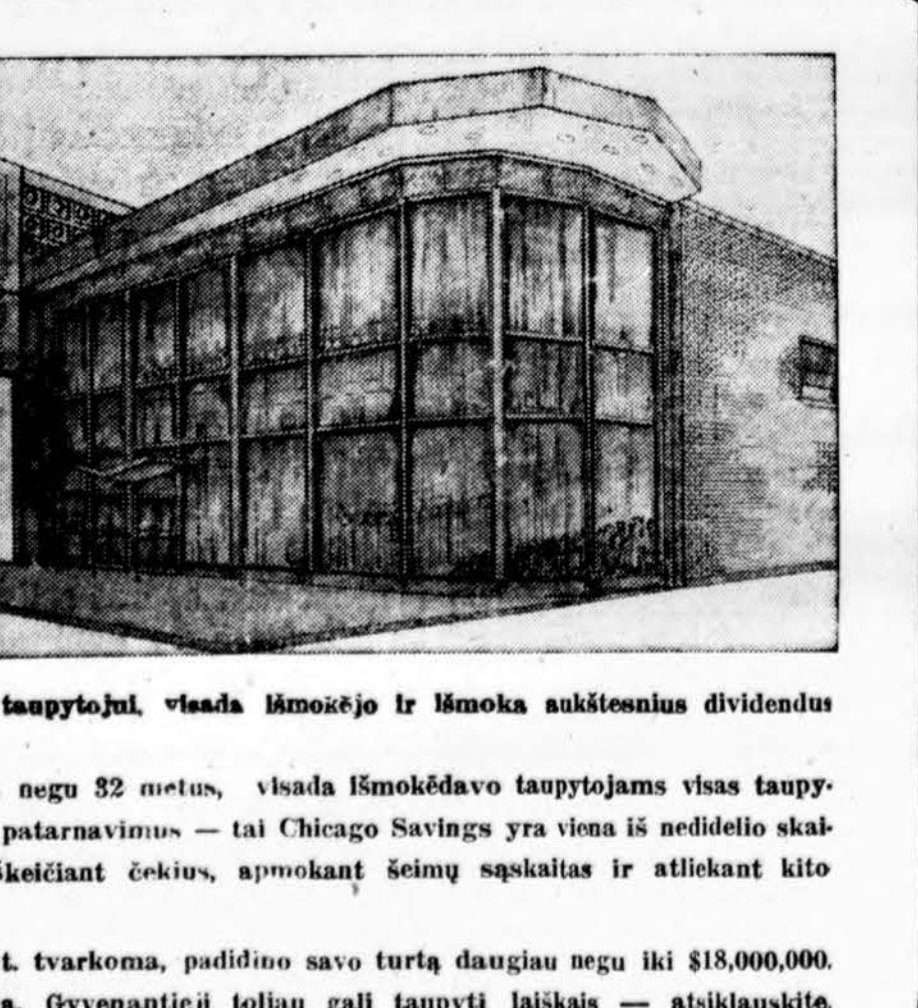 taupytojui, visada išmokėjo ir išmoka aukštesnius dividendus
negu 32 metus, visada išmokēdavo taupytojams visas taupy-
patarnavimus — tai Chicago Savings yra viena iš nedidelio skai-
keičiant čekius, apmokant šeimų sąskaitas ir atliekant kito
t. tvarkoma, padidino savo turtą daugiau negu iki $18,000,000.
a. Gyvenantieji toliau gali taupyti laiškais — atsiklauskite.